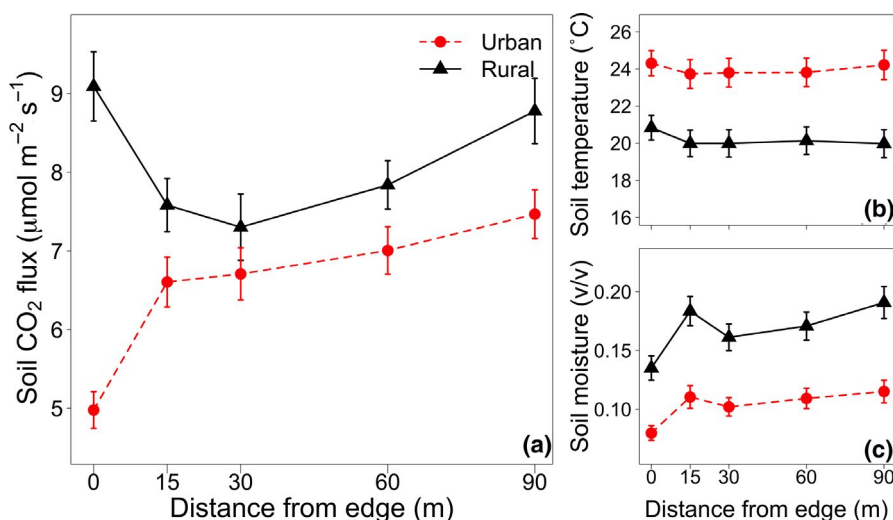 Soil CO₂ flux (μmol m⁻² s⁻¹)
9
8
7
6
5
Urban
Rural
(a)
0 15 30 60 90
Distance from edge (m)
Soil temperature (˚C)
26
24
22
20
18
16
(b)
Soil moisture (v/v)
0.20
0.15
0.10
(c)
0 15 30 60 90
Distance from edge (m)